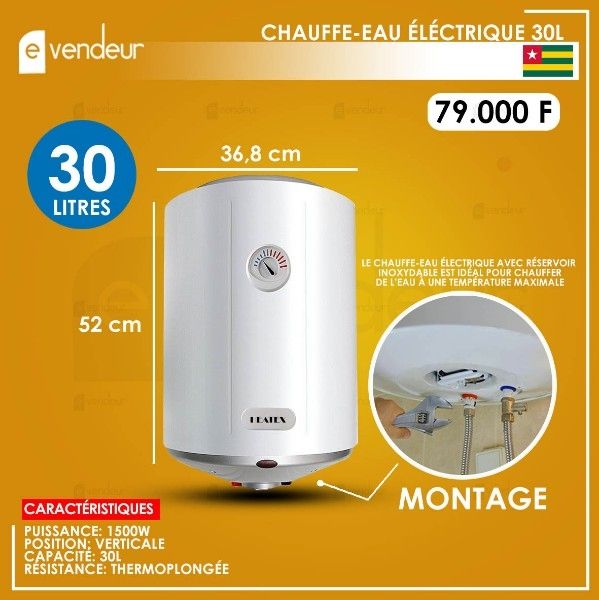 e vendeur
CHAUFFE-EAU ÉLÉCTRIQUE 30L
79.000 F
30
LITRES
36,8 cm
52 cm
LE CHAUFFE-EAU ÉLECTRIQUE AVEC RÉSERVOIR
INOXYDABLE EST IDÉAL POUR CHAUFFER
DE L'EAU À UNE TEMPÉRATURE MAXIMALE
HEATEX
MONTAGE
CARACTÉRISTIQUES
PUISSANCE: 1500W
POSITION: VERTICALE
CAPACITÉ: 30L
RÉSISTANCE: THERMOPLONGÉE